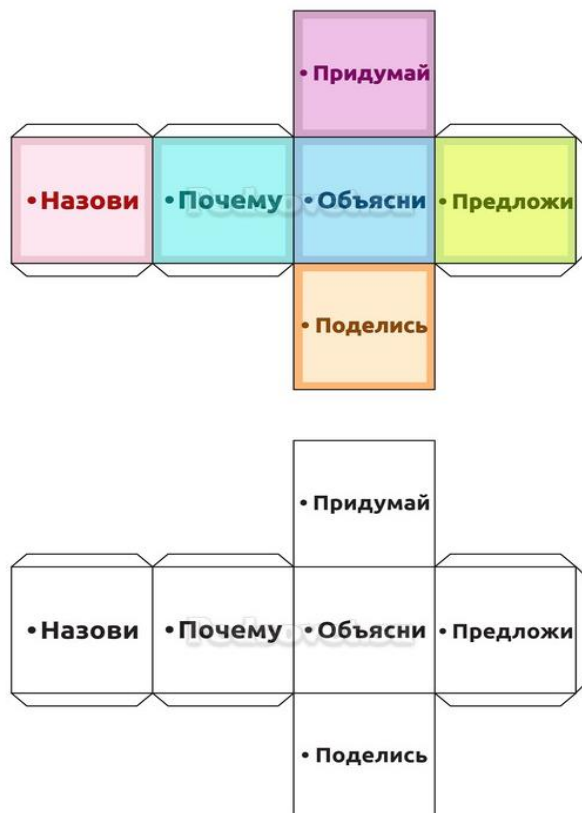 • Придумай
• Назови • Почему • Объясни • Предложи
• Поделись
• Придумай
• Назови • Почему • Объясни • Предложи
• Поделись